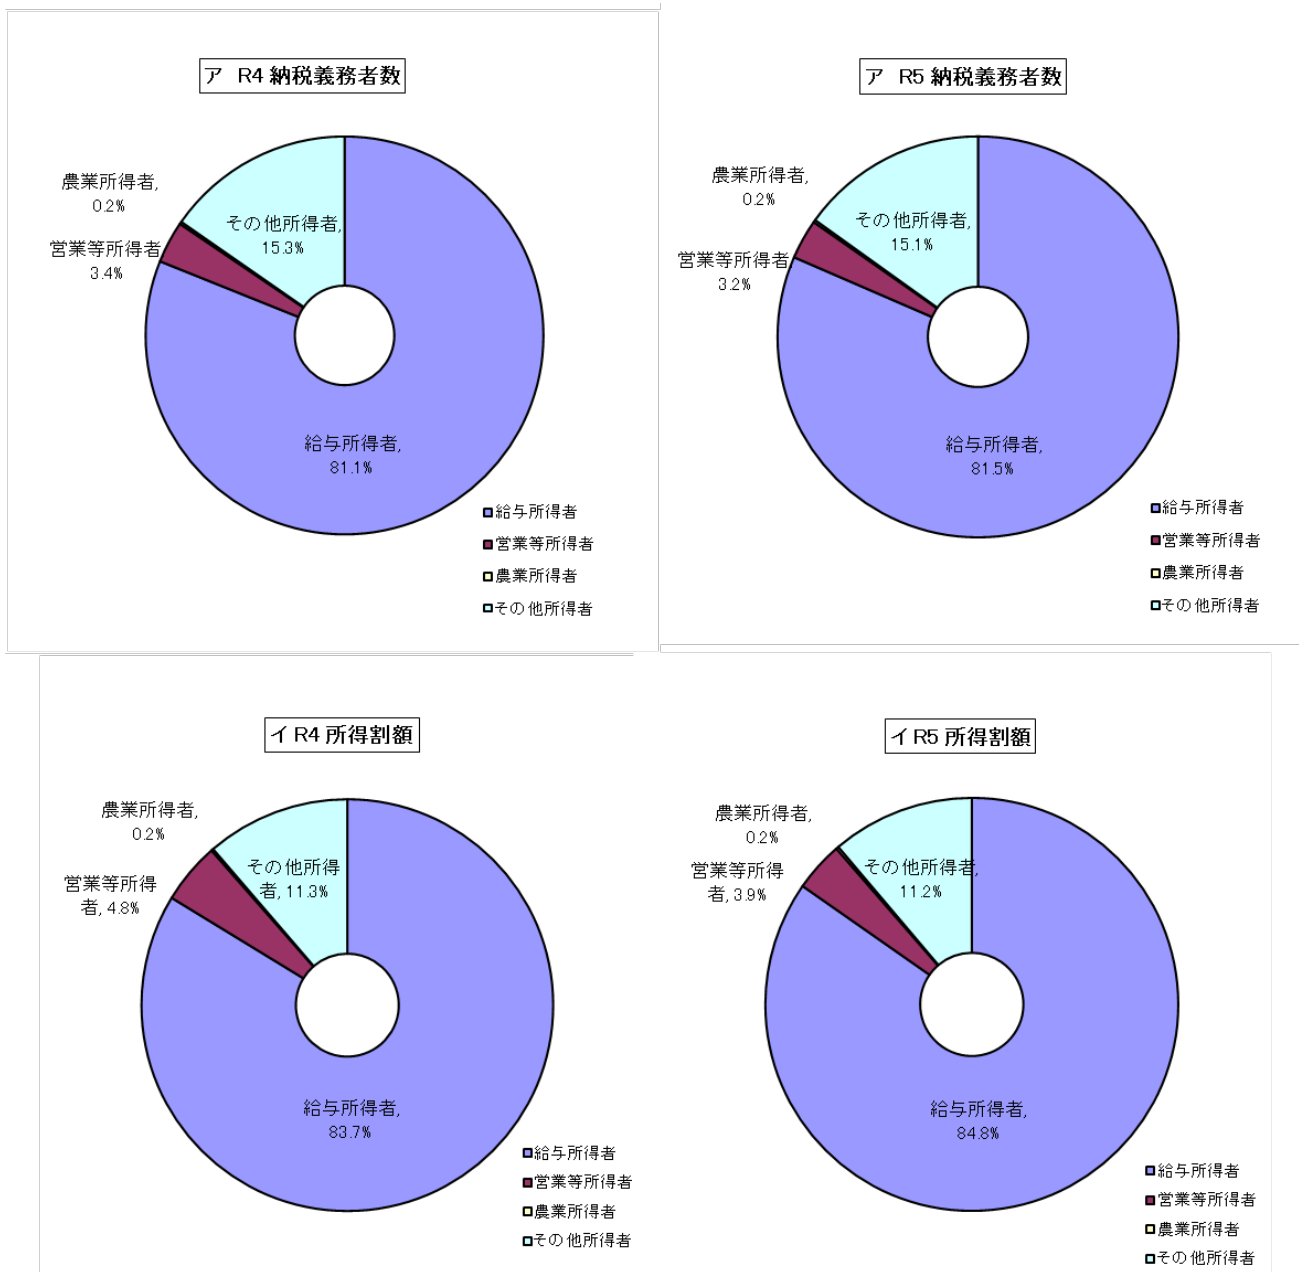 ア R4 納税義務者数
農業所得者,
0.2%
営業等所得者
3.4%
その他所得者,
15.3%
給与所得者,
81.1%
給与所得者
営業等所得者
農業所得者
その他所得者
ア R5 納税義務者数
農業所得者,
0.2%
営業等所得者,
3.2%
その他所得者,
15.1%
給与所得者,
81.5%
給与所得者
営業等所得者
農業所得者
その他所得者
イ R4 所得割額
農業所得者,
0.2%
営業等所得
者, 4.8%
その他所得
者, 11.3%
給与所得者,
83.7%
給与所得者
営業等所得者
農業所得者
その他所得者
イ R5 所得割額
農業所得者,
0.2%
営業等所得
者, 3.9%
その他所得者,
11.2%
給与所得者,
84.8%
給与所得者
営業等所得者
農業所得者
その他所得者